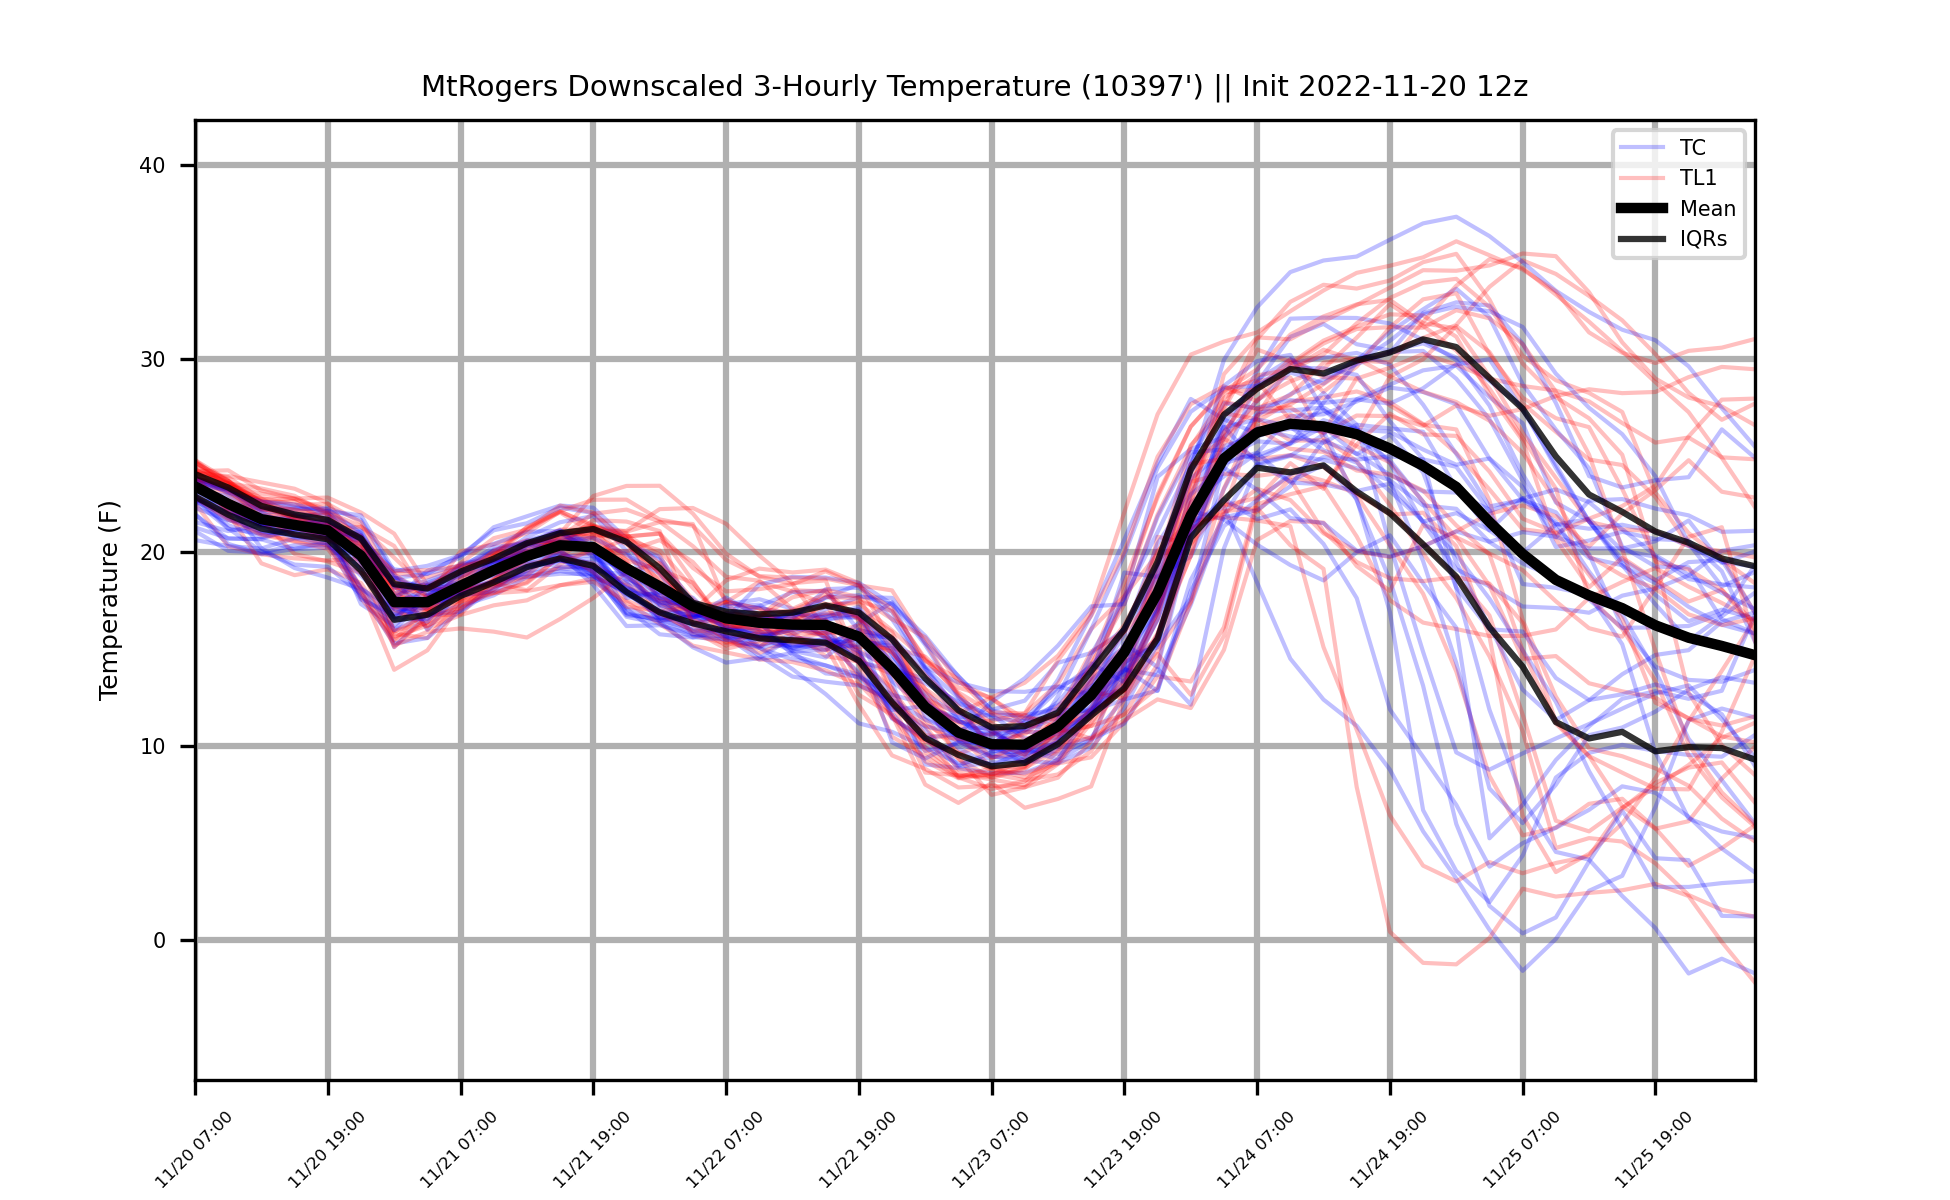 MtRogers Downscaled 3-Hourly Temperature (10397') || Init 2022-11-20 12z
TC
TL1
Mean
IQRs
Temperature (F)
40
30
20
10
0
11/20 07:00
11/20 19:00
11/21 07:00
11/21 19:00
11/22 07:00
11/22 19:00
11/23 07:00
11/23 19:00
11/24 07:00
11/24 19:00
11/25 07:00
11/25 19:00